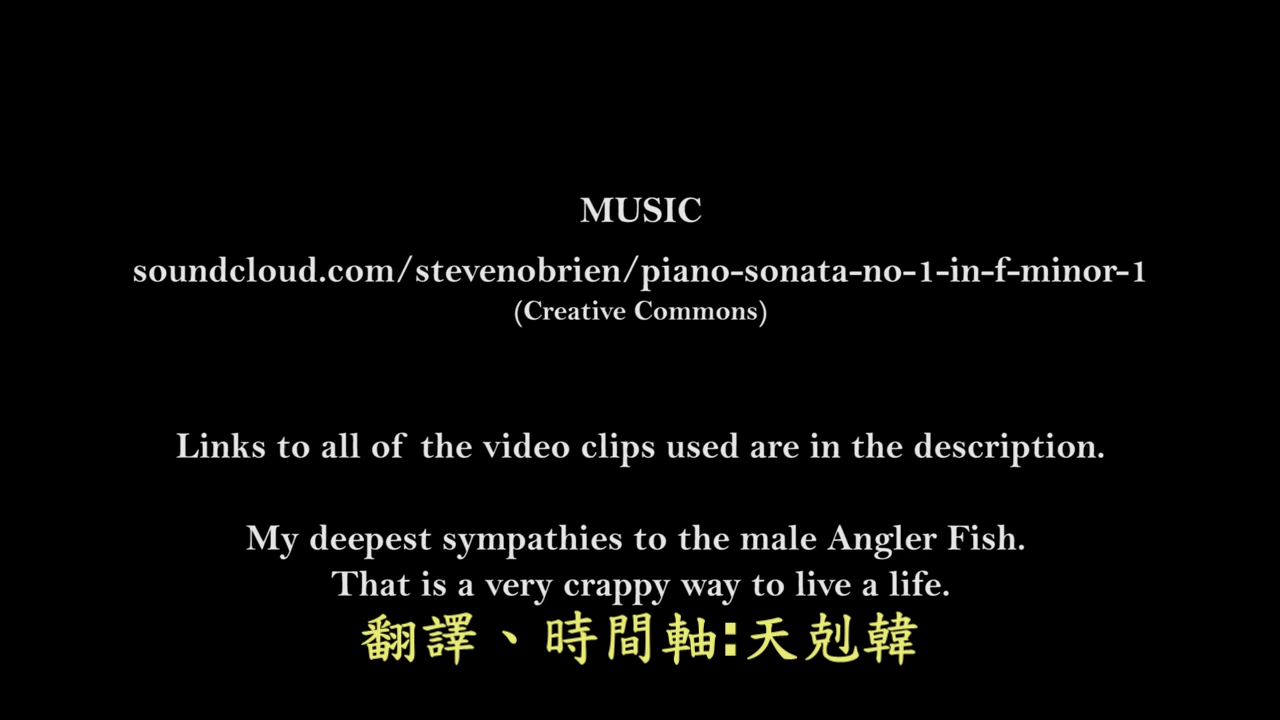 MUSIC
soundcloud.com/stevenobrien/piano-sonata-no-1-in-f-minor-1
(Creative Commons)
Links to all of the video clips used are in the description.
My deepest sympathies to the male Angler Fish.
That is a very crappy way to live a life.
翻譯、時間軸:天剋韓